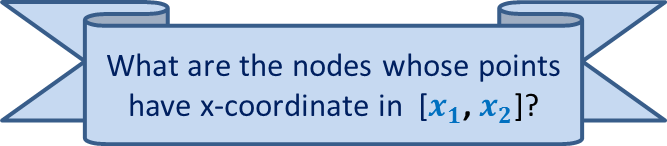 What are the nodes whose points
have x-coordinate in [x₁, x₂]?